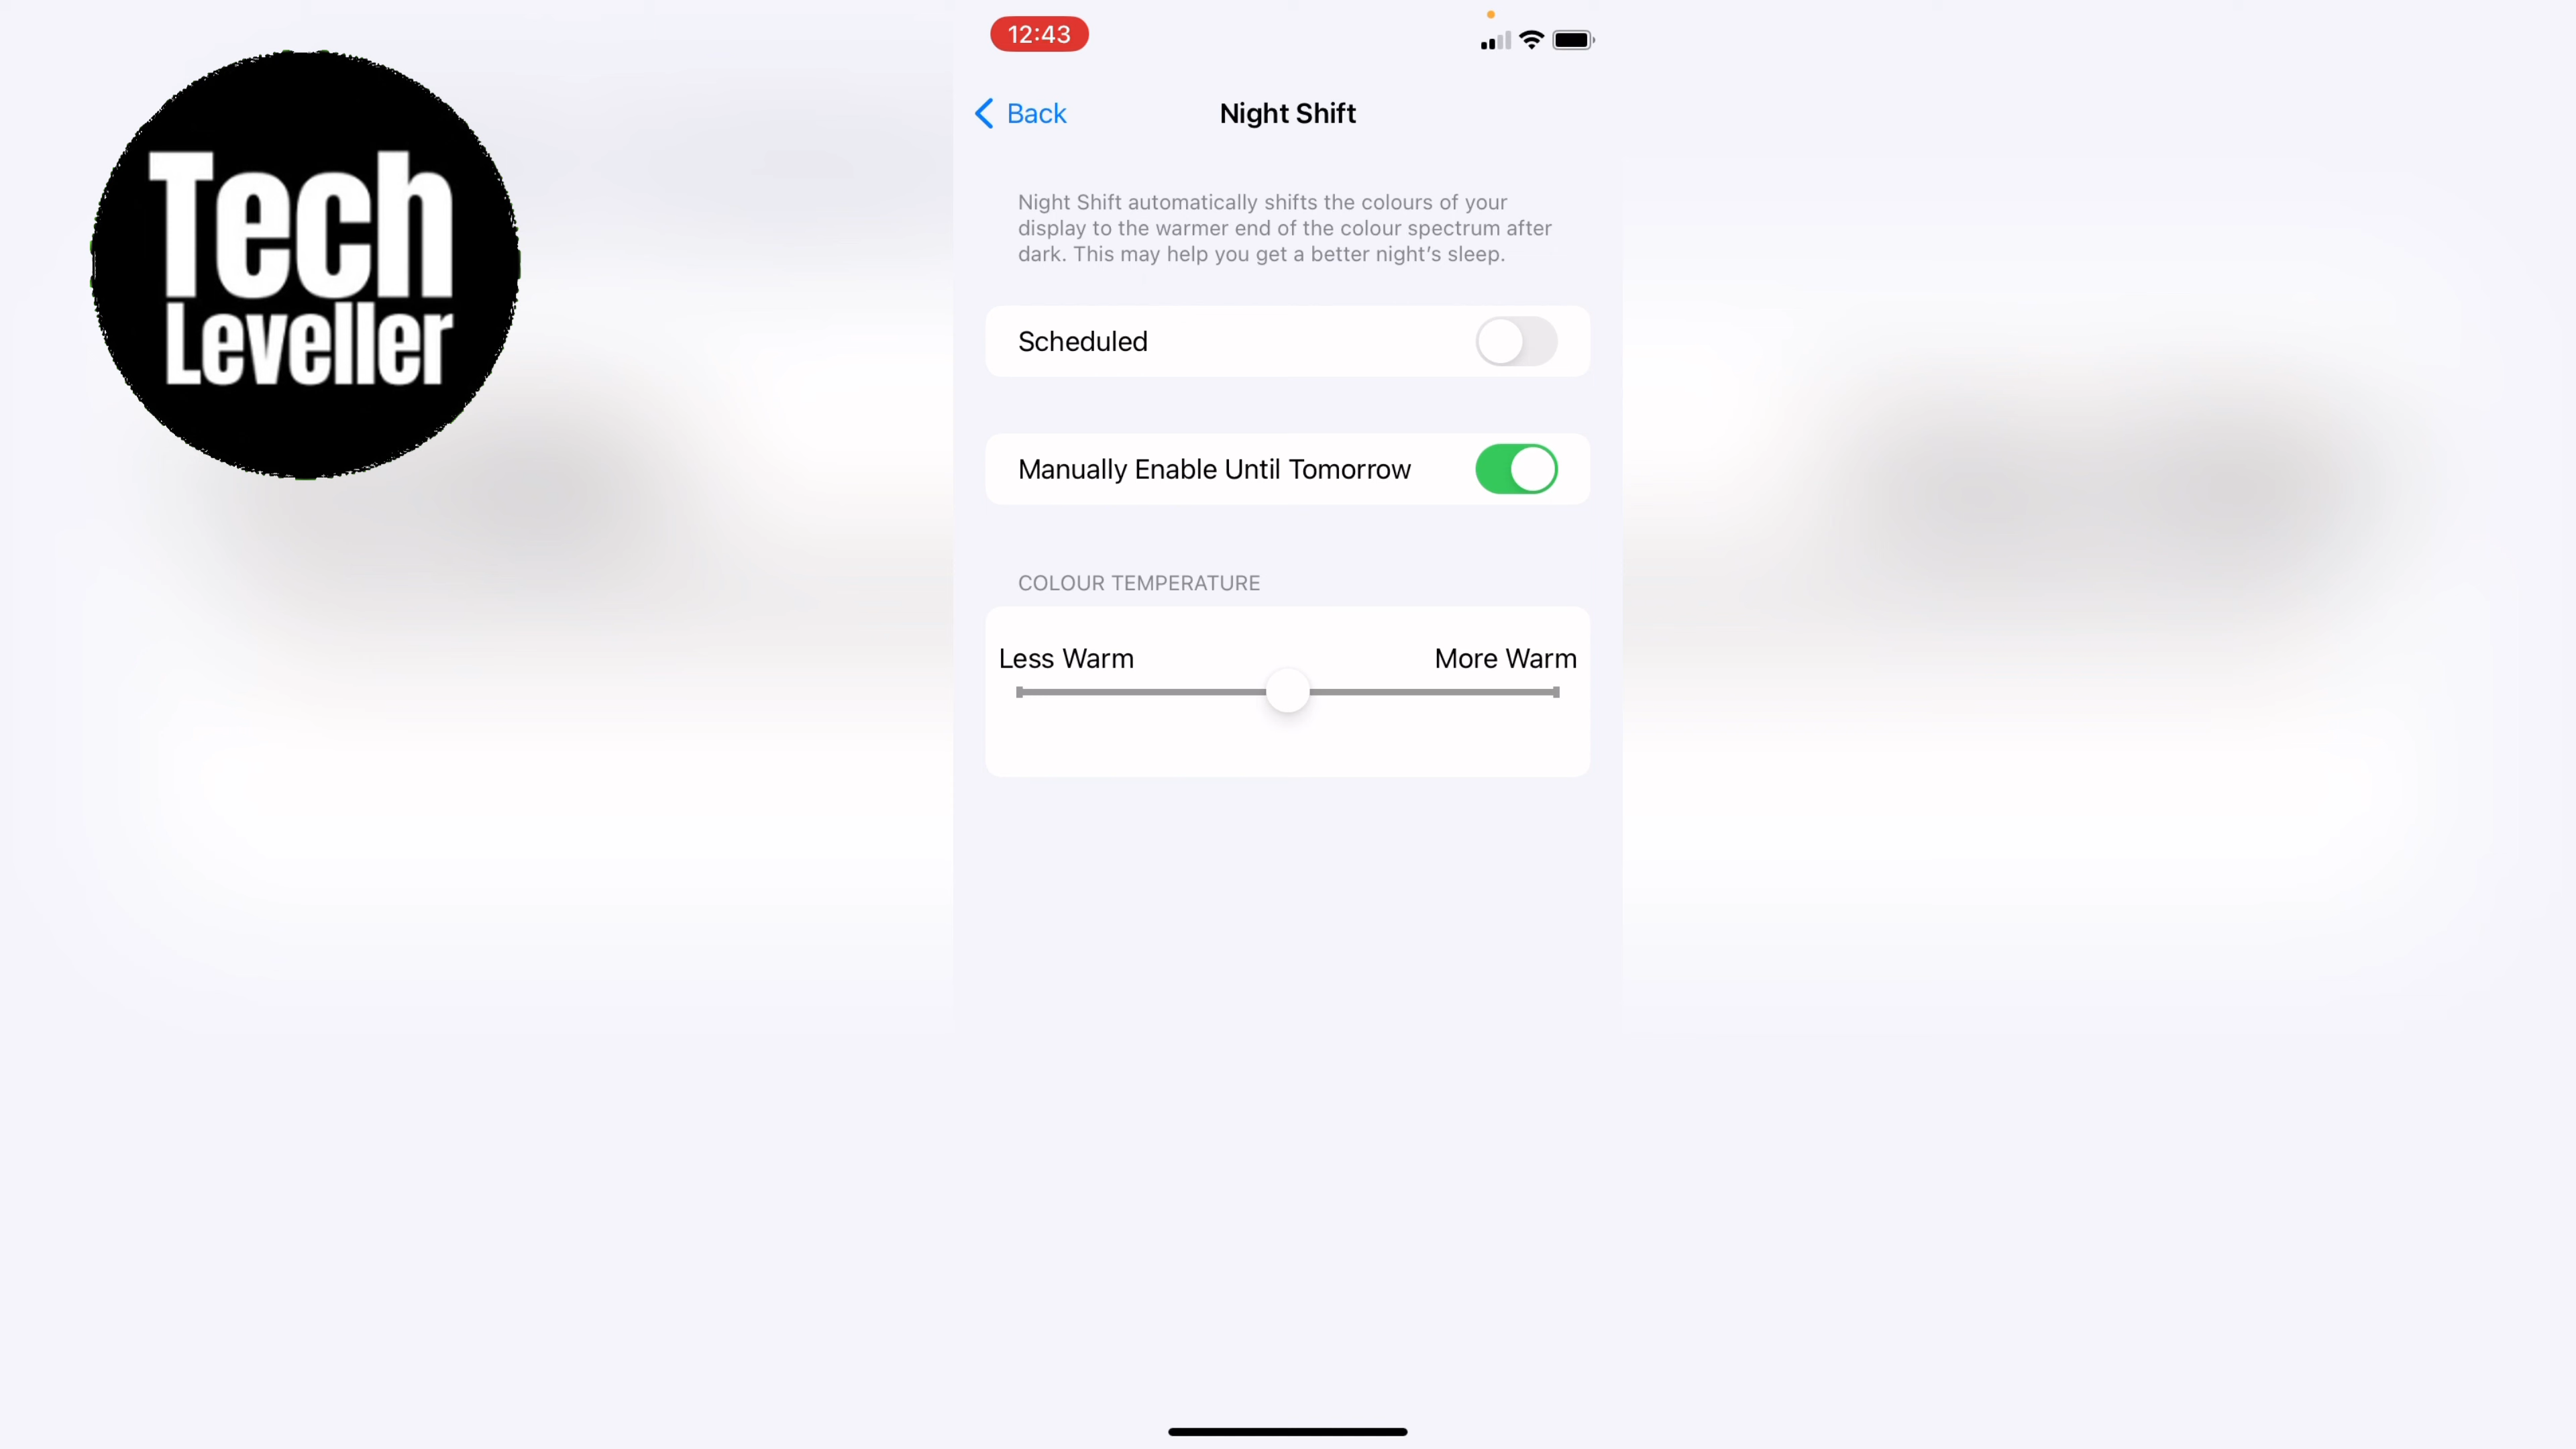 Tech
Leveller
12:43
Back
Night Shift
Night Shift automatically shifts the colours of your
display to the warmer end of the colour spectrum after
dark. This may help you get a better night's sleep.
Scheduled
Manually Enable Until Tomorrow
COLOUR TEMPERATURE
Less Warm
More Warm